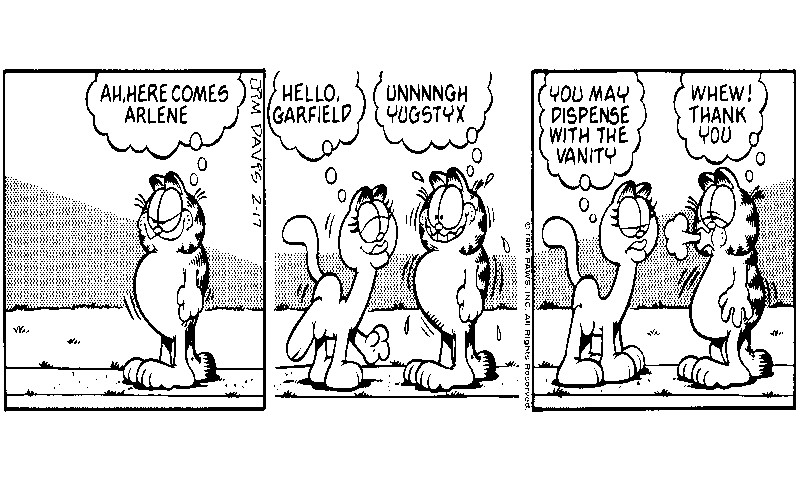 AH, HERE COMES
ARLENE
JIM DAVIS 2-17
HELLO,
GARFIELD
UNNNNGH
YUGSTYX
© 1986 PAWS, INC. All Rights Reserved.
YOU MAY
DISPENSE
WITH THE
VANITY
WHEW!
THANK
YOU